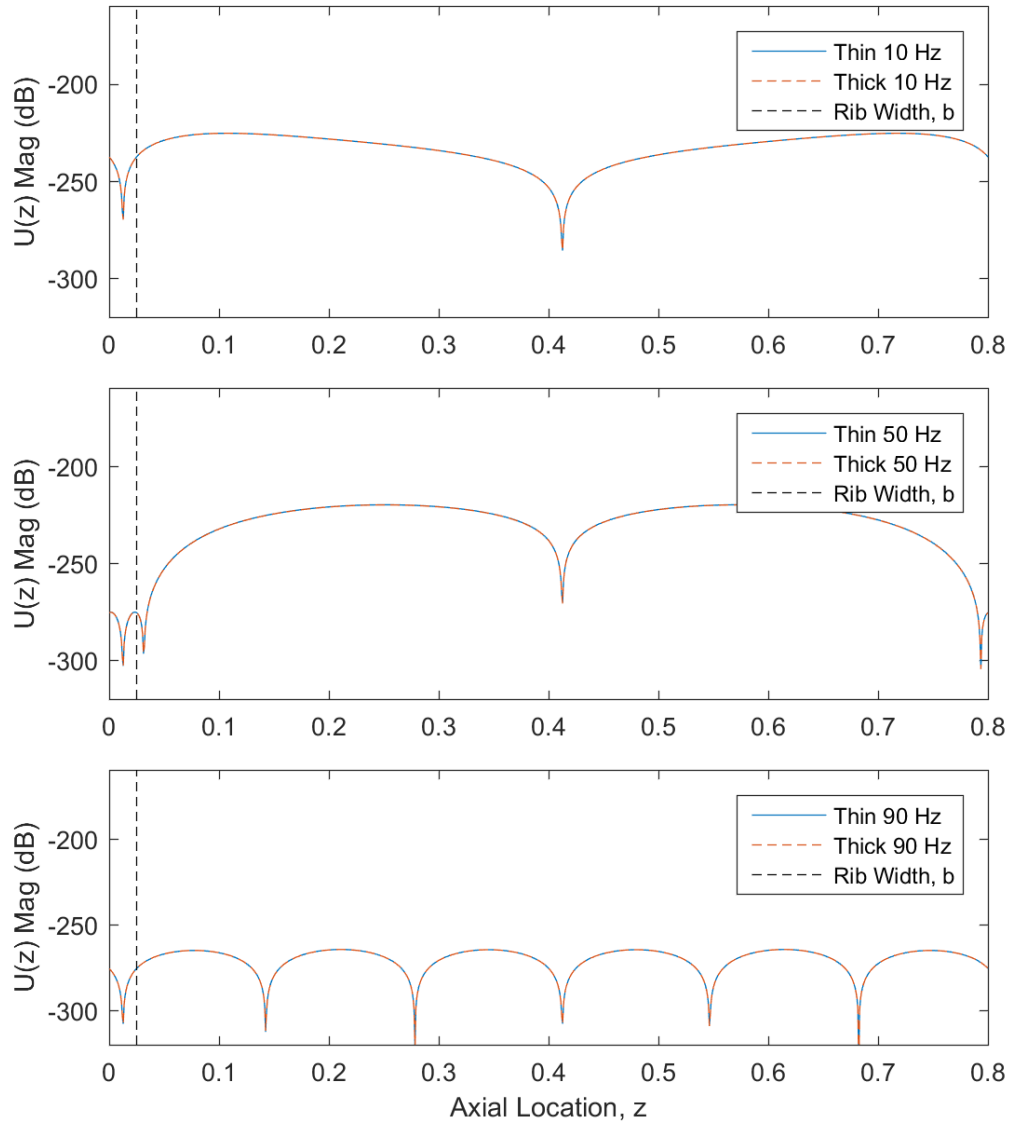 U(z) Mag (dB)
-200
-250
-300
Thin 10 Hz
Thick 10 Hz
Rib Width, b
0 0.1 0.2 0.3 0.4 0.5 0.6 0.7 0.8
U(z) Mag (dB)
-200
-250
-300
Thin 50 Hz
Thick 50 Hz
Rib Width, b
0 0.1 0.2 0.3 0.4 0.5 0.6 0.7 0.8
U(z) Mag (dB)
-200
-250
-300
Thin 90 Hz
Thick 90 Hz
Rib Width, b
0 0.1 0.2 0.3 0.4 0.5 0.6 0.7 0.8
Axial Location, z